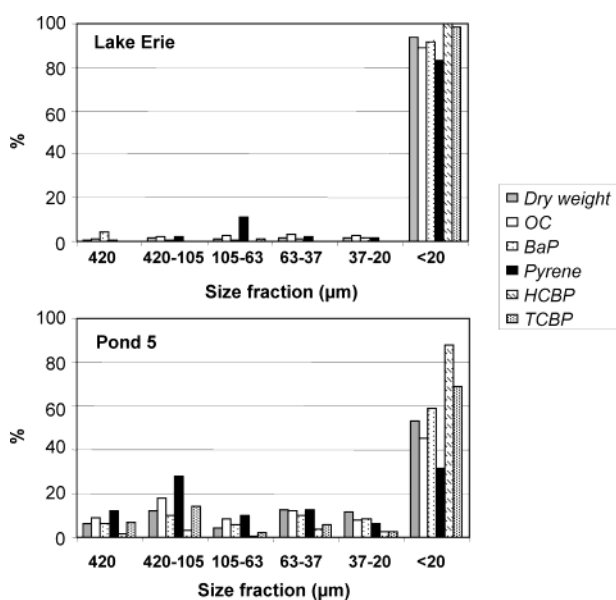 Lake Erie
100
80
60
40
20
0
%
420 420-105 105-63 63-37 37-20 <20
Size fraction (µm)
Pond 5
100
80
60
40
20
0
%
420 420-105 105-63 63-37 37-20 <20
Size fraction (µm)
Dry weight
OC
BaP
Pyrene
HCBP
TCBP